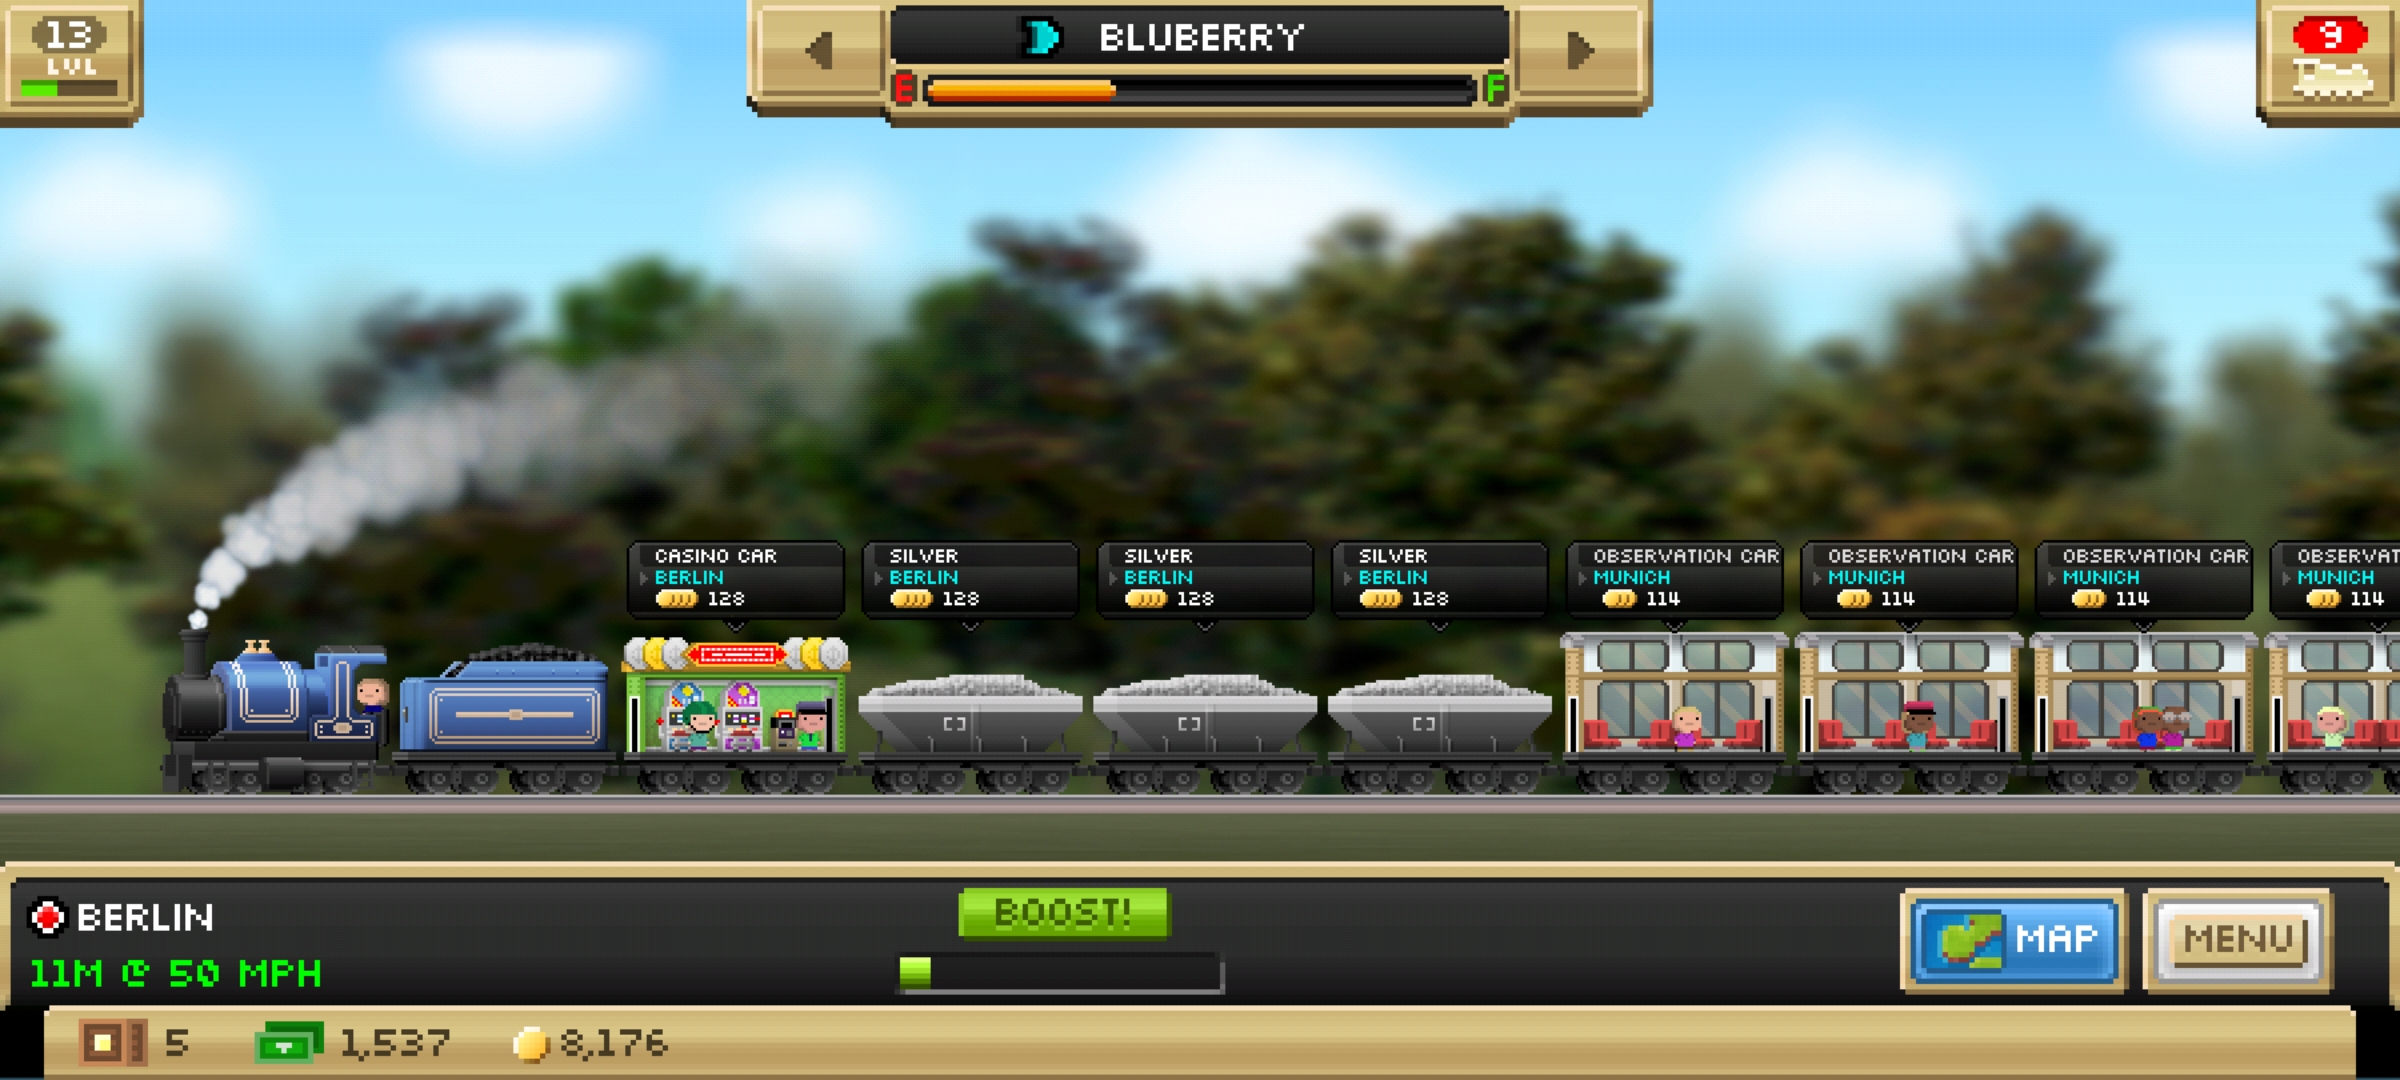 13
LVL
BLUBERRY
E F
9
CASINO CAR
BERLIN
128
SILVER
BERLIN
128
SILVER
BERLIN
128
SILVER
BERLIN
128
OBSERVATION CAR
MUNICH
114
OBSERVATION CAR
MUNICH
114
OBSERVATION CAR
MUNICH
114
OBSERVAT
MUNICH
114
BERLIN
11M @ 50 MPH
BOOST!
MAP
MENU
5
1,537
8,176